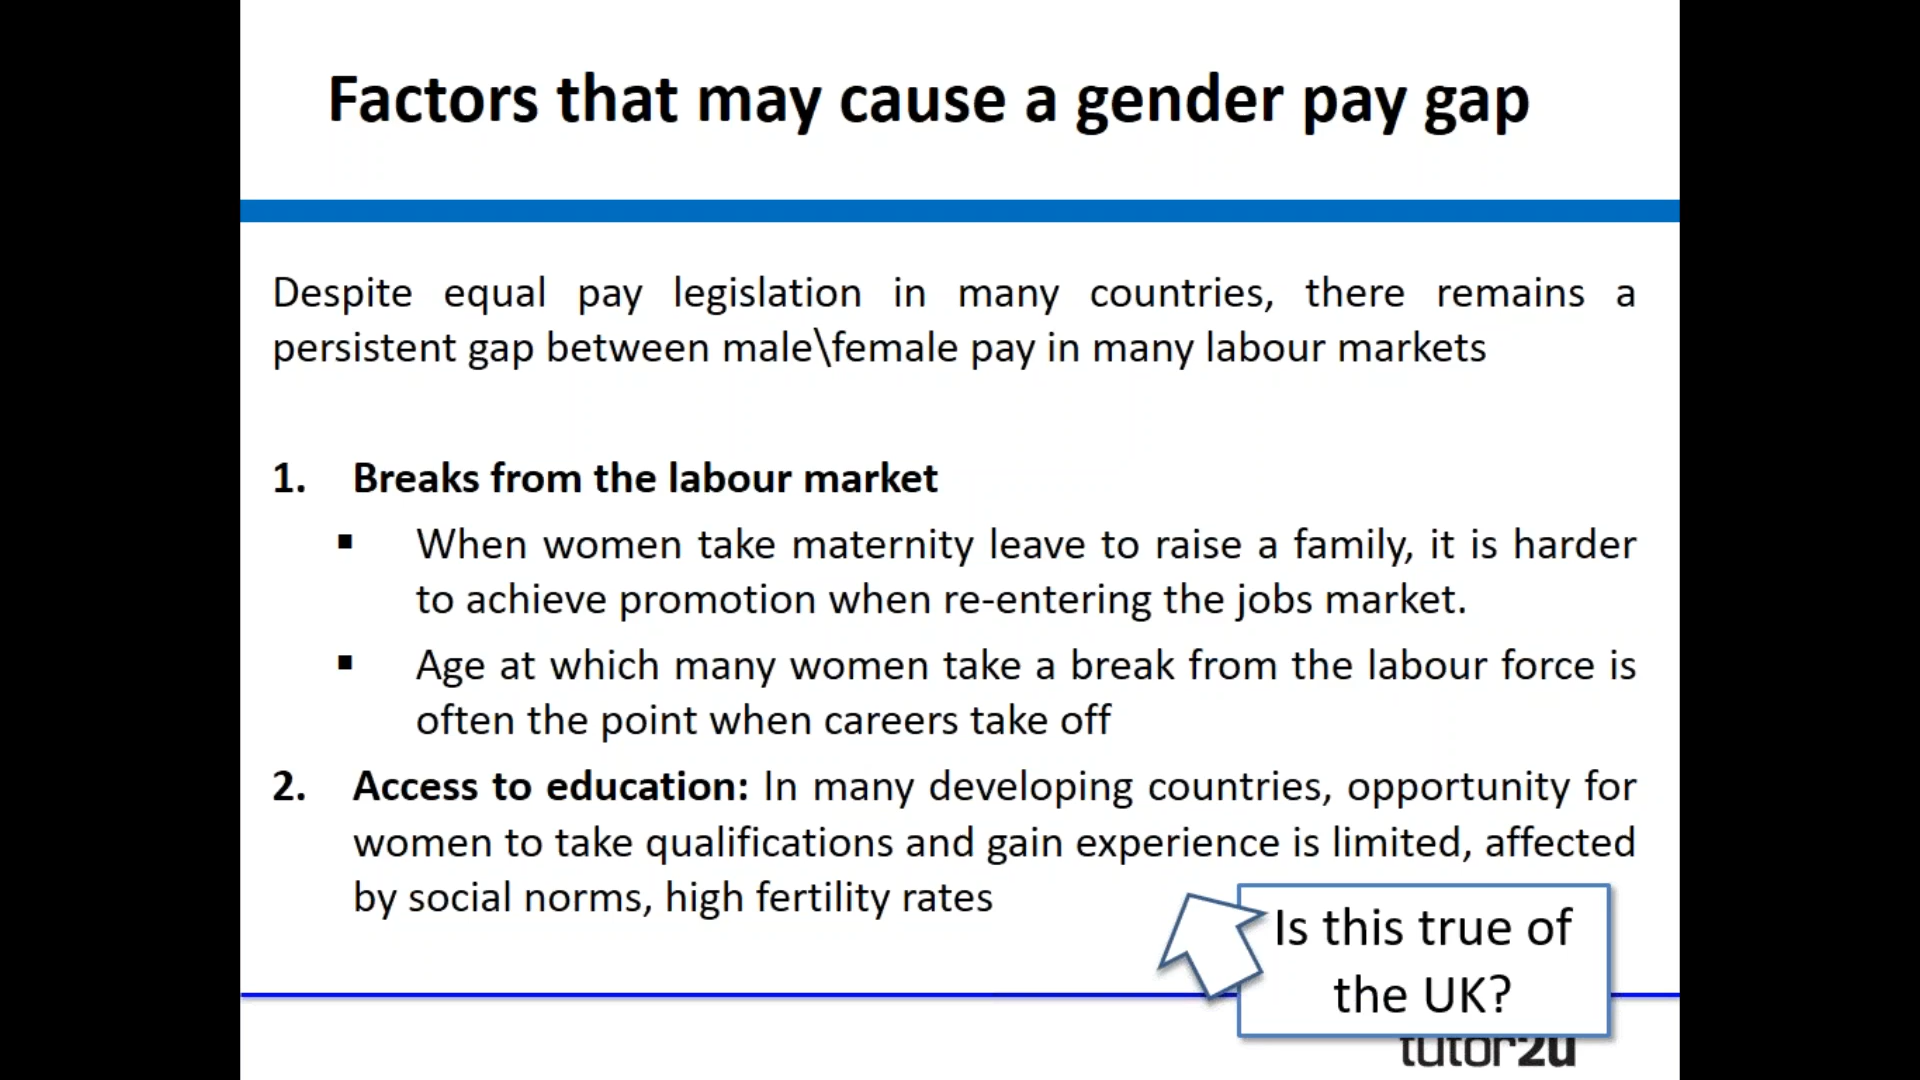 Factors that may cause a gender pay gap
Despite equal pay legislation in many countries, there remains a
persistent gap between male\female pay in many labour markets
1. Breaks from the labour market
▪ When women take maternity leave to raise a family, it is harder
to achieve promotion when re-entering the jobs market.
▪ Age at which many women take a break from the labour force is
often the point when careers take off
2. Access to education: In many developing countries, opportunity for
women to take qualifications and gain experience is limited, affected
by social norms, high fertility rates
Is this true of
the UK?
tutor2u